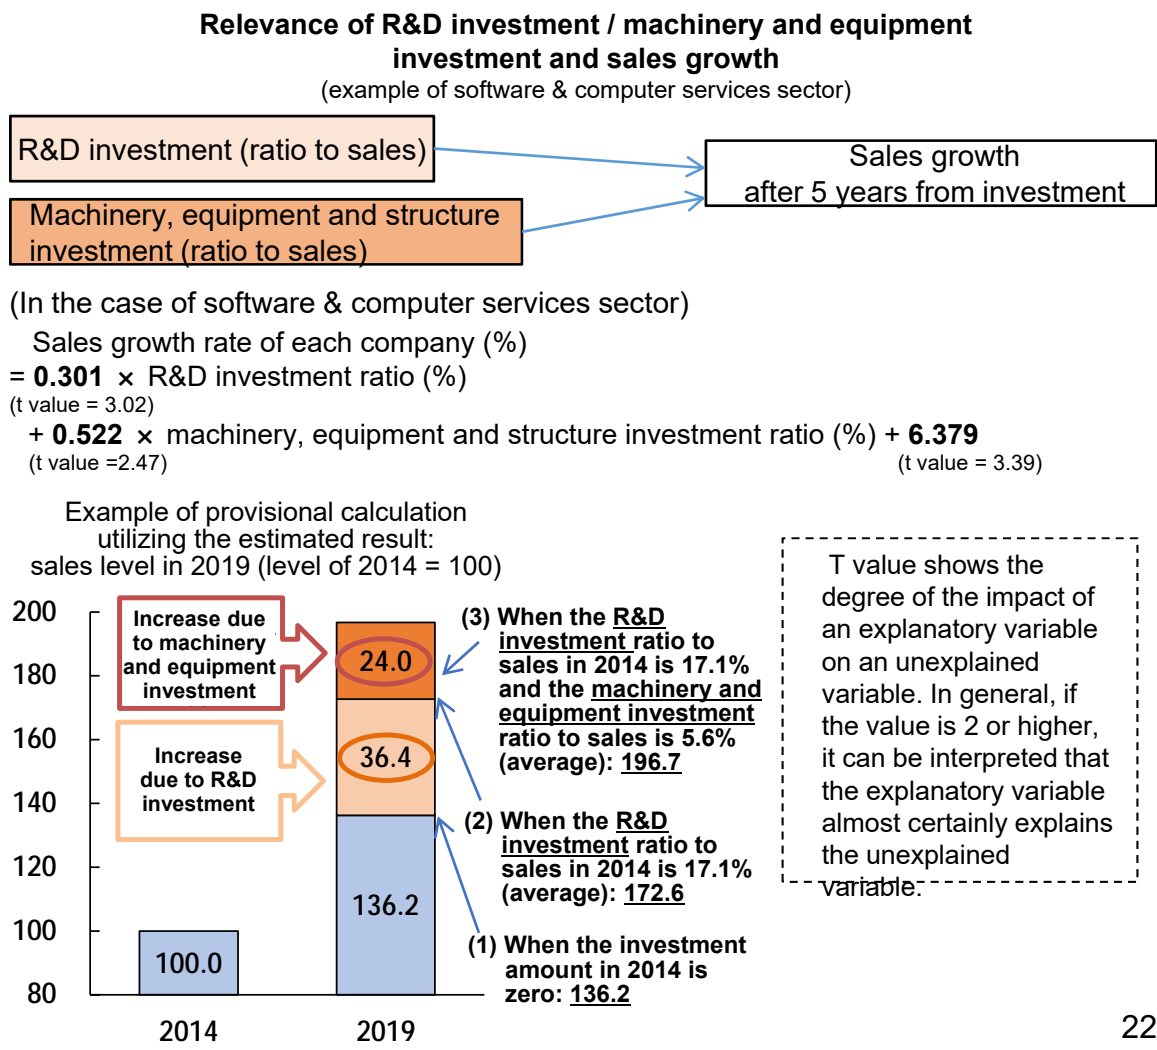 Relevance of R&D investment / machinery and equipment
investment and sales growth
(example of software & computer services sector)
R&D investment (ratio to sales)
Machinery, equipment and structure
investment (ratio to sales)
Sales growth
after 5 years from investment
(In the case of software & computer services sector)
Sales growth rate of each company (%)
= 0.301 × R&D investment ratio (%)
(t value = 3.02)
+ 0.522 × machinery, equipment and structure investment ratio (%) + 6.379
(t value =2.47)
(t value = 3.39)
Example of provisional calculation
utilizing the estimated result:
sales level in 2019 (level of 2014 = 100)
200
180
160
140
120
100
80
Increase due
to machinery
and equipment
investment
Increase
due to R&D
investment
100.0
24.0
36.4
136.2
2014
2019
(3) When the R&D
investment ratio to
sales in 2014 is 17.1%
and the machinery and
equipment investment
ratio to sales is 5.6%
(average): 196.7
(2) When the R&D
investment ratio to
sales in 2014 is 17.1%
(average): 172.6
(1) When the investment
amount in 2014 is
zero: 136.2
T value shows the
degree of the impact of
an explanatory variable
on an unexplained
variable. In general, if
the value is 2 or higher,
it can be interpreted that
the explanatory variable
almost certainly explains
the unexplained
variable.
22